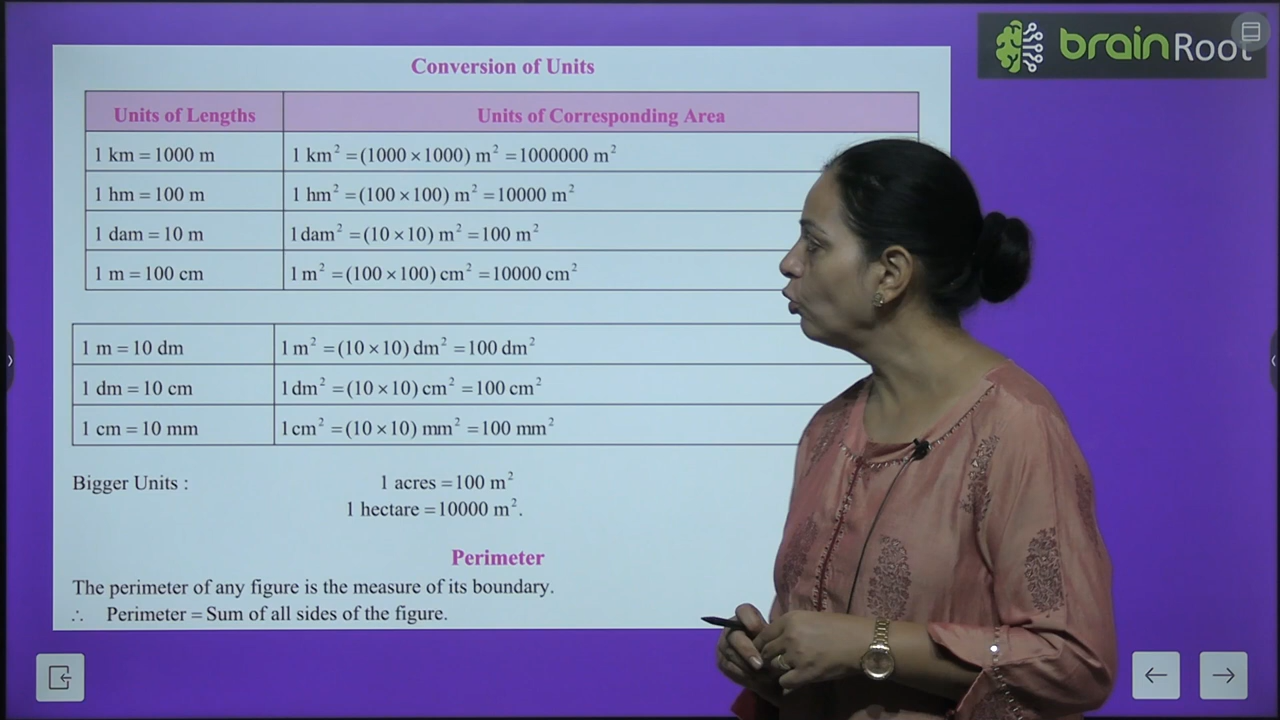 brainRoot
Conversion of Units
Units of Lengths Units of Corresponding Area
1 km = 1000 m 1 km² = (1000 × 1000) m² = 1000000 m²
1 hm = 100 m 1 hm² = (100 × 100) m² = 10000 m²
1 dam = 10 m 1 dam² = (10 × 10) m² = 100 m²
1 m = 100 cm 1 m² = (100 × 100) cm² = 10000 cm²
1 m = 10 dm 1 m² = (10 × 10) dm² = 100 dm²
1 dm = 10 cm 1 dm² = (10 × 10) cm² = 100 cm²
1 cm = 10 mm 1 cm² = (10 × 10) mm² = 100 mm²
Bigger Units : 1 acres = 100 m²
1 hectare = 10000 m².
Perimeter
The perimeter of any figure is the measure of its boundary.
∴ Perimeter = Sum of all sides of the figure.